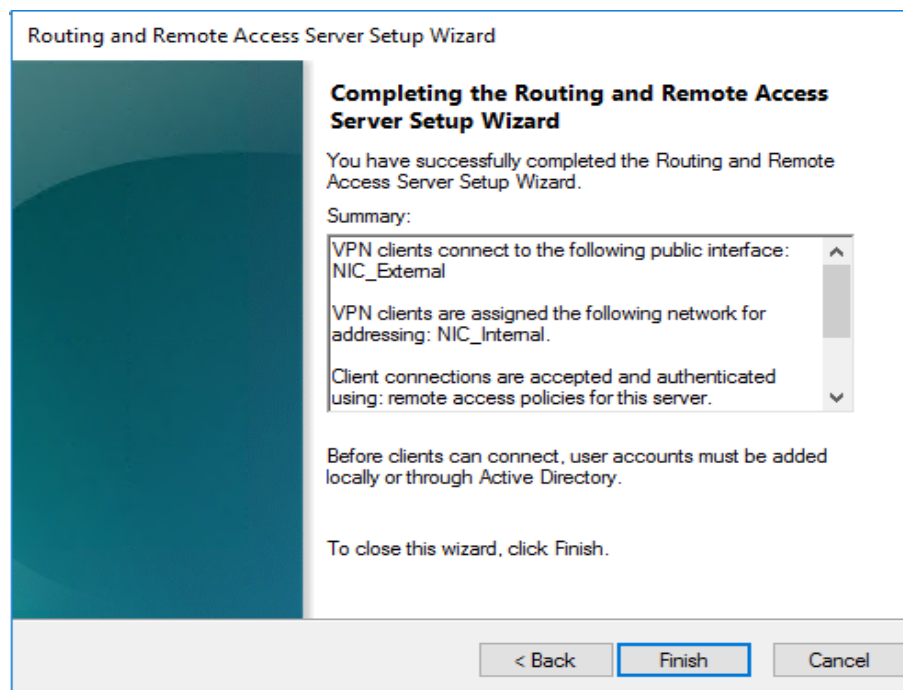 Routing and Remote Access Server Setup Wizard
Completing the Routing and Remote Access
Server Setup Wizard
You have successfully completed the Routing and Remote
Access Server Setup Wizard.
Summary:
VPN clients connect to the following public interface:
NIC_External
VPN clients are assigned the following network for
addressing: NIC_Internal.
Client connections are accepted and authenticated
using: remote access policies for this server.
Before clients can connect, user accounts must be added
locally or through Active Directory.
To close this wizard, click Finish.
< Back
Finish
Cancel